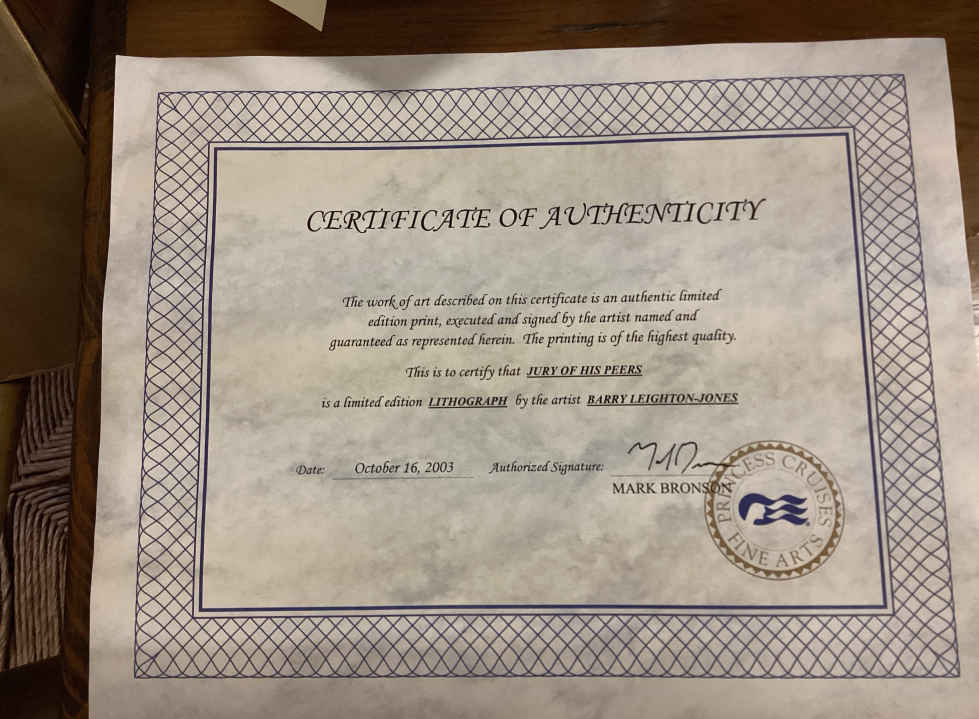 CERTIFICATE OF AUTHENTICITY
The work of art described on this certificate is an authentic limited
edition print, executed and signed by the artist named and
guaranteed as represented herein. The printing is of the highest quality.
This is to certify that JURY OF HIS PEERS
is a limited edition LITHOGRAPH by the artist BARRY LEIGHTON-JONES
Date: October 16, 2003 Authorized Signature:
MARK BRONSON
PRINCESS CRUISES
FINE ARTS